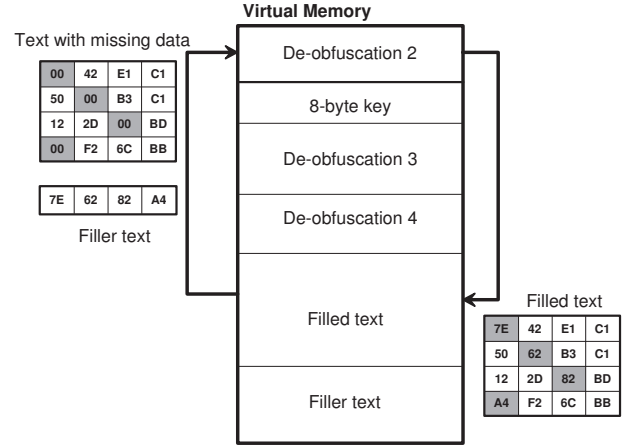 Virtual Memory
Text with missing data
00 42 E1 C1
50 00 B3 C1
12 2D 00 BD
00 F2 6C BB
7E 62 82 A4
Filler text
De-obfuscation 2
8-byte key
De-obfuscation 3
De-obfuscation 4
Filled text
Filler text
Filled text
7E 42 E1 C1
50 62 B3 C1
12 2D 82 BD
A4 F2 6C BB